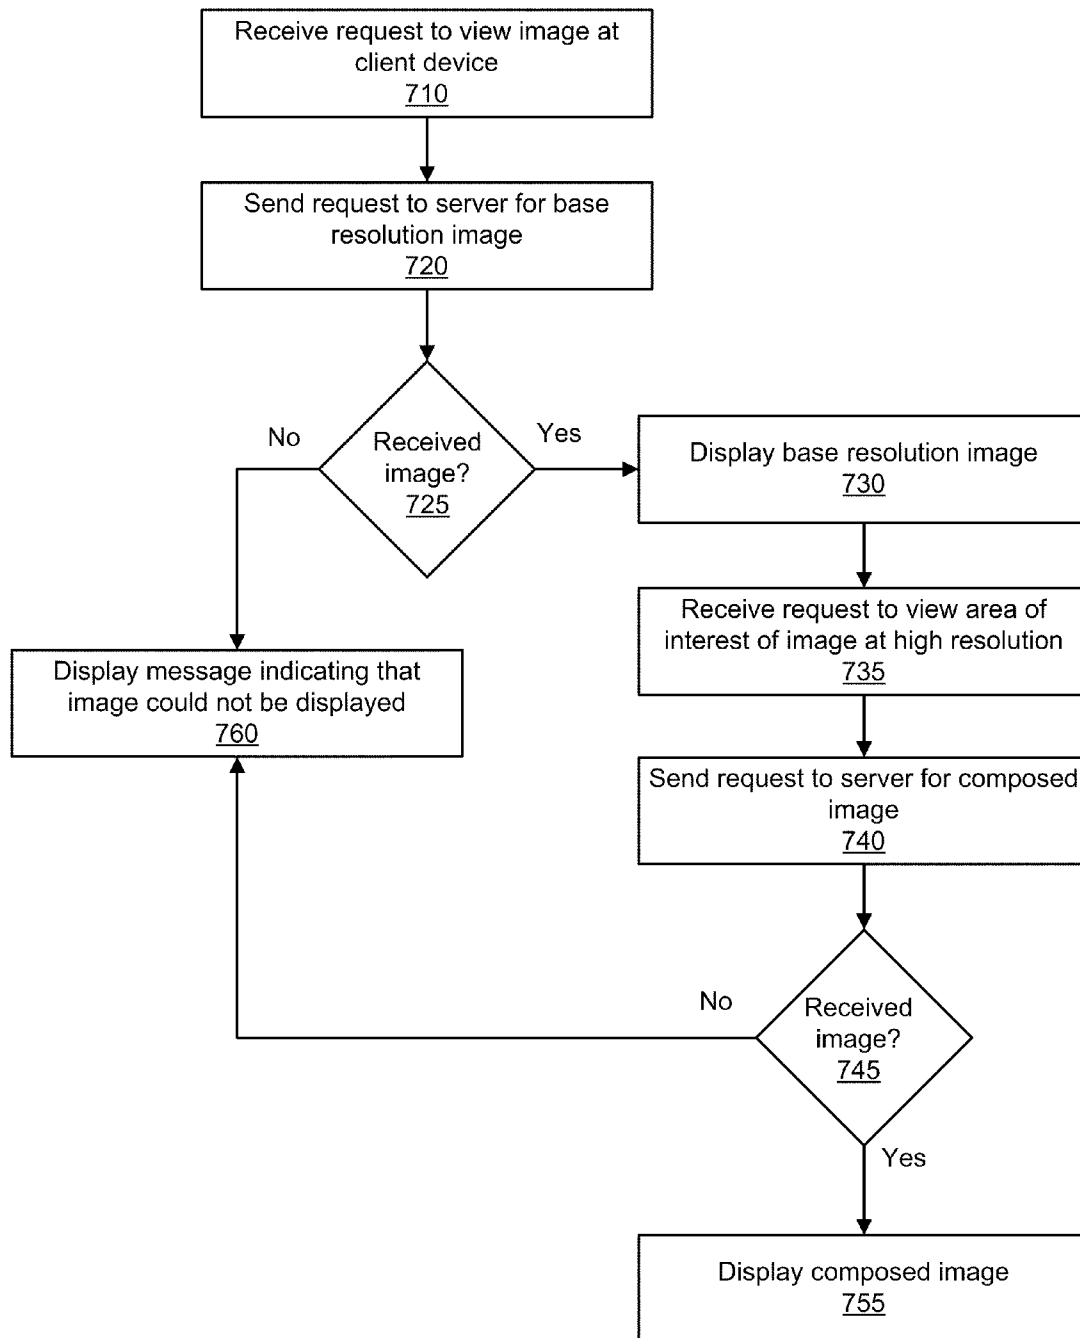 Receive request to view image at
client device
710
Send request to server for base
resolution image
720
No
Yes
Received
image?
725
Display base resolution image
730
Receive request to view area of
interest of image at high resolution
735
Display message indicating that
image could not be displayed
760
Send request to server for composed
image
740
No
Received
image?
745
Yes
Display composed image
755